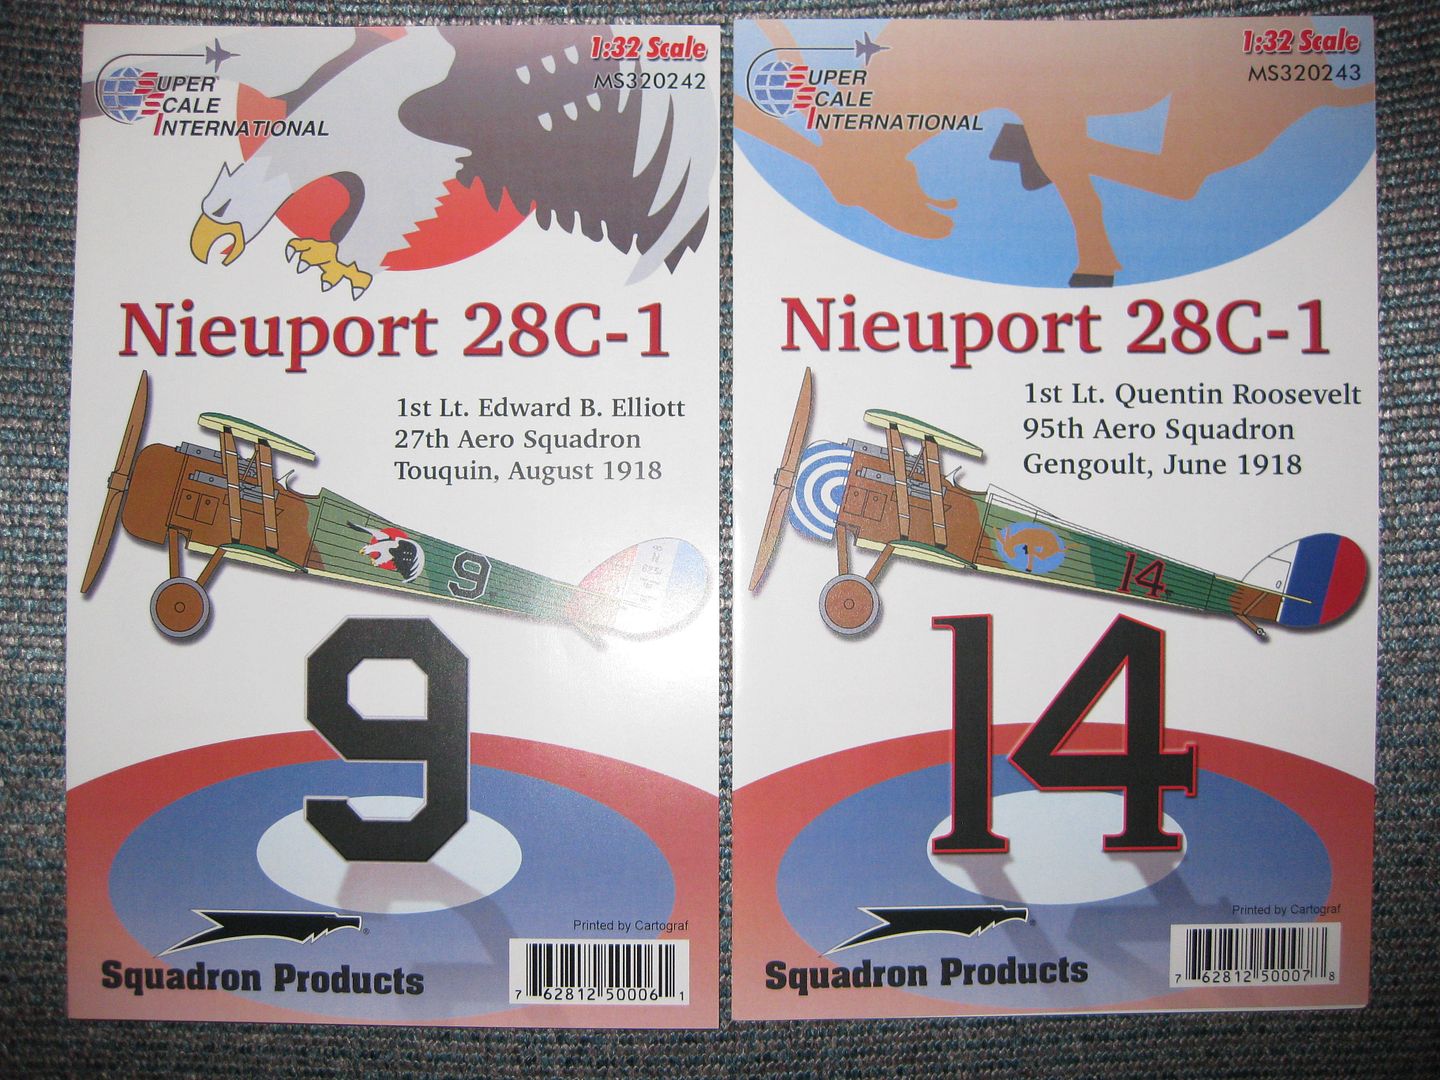 1:32 Scale
MS320242
SUPER
SCALE
INTERNATIONAL
Nieuport 28C-1
1st Lt. Edward B. Elliott
27th Aero Squadron
Touquin, August 1918
9
9
Printed by Cartograf
Squadron Products
®
7 62812 50006 1
1:32 Scale
MS320243
SUPER
SCALE
INTERNATIONAL
Nieuport 28C-1
1st Lt. Quentin Roosevelt
95th Aero Squadron
Gengoult, June 1918
14
14
Printed by Cartograf
Squadron Products
®
7 62812 50007 8